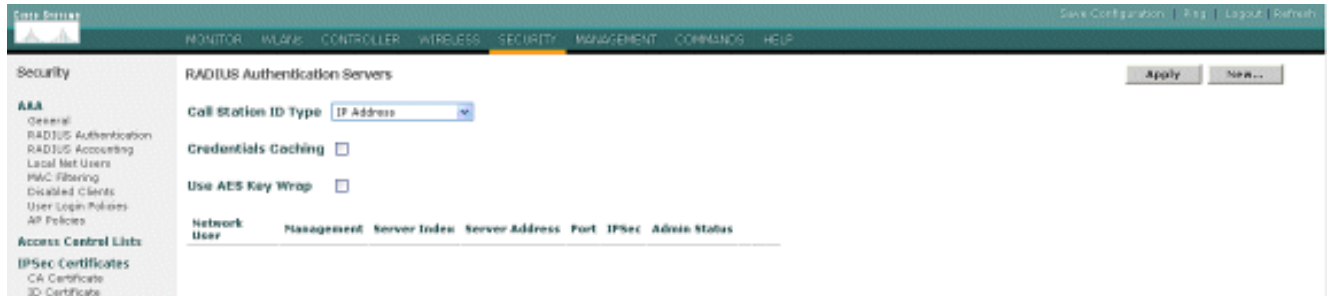 Cisco Systems
Save Configuration | Ping | Logout | Refresh
MONITOR WLANs CONTROLLER WIRELESS SECURITY MANAGEMENT COMMANDS HELP
Security
RADIUS Authentication Servers
Apply
New...
AAA
General
RADIUS Authentication
RADIUS Accounting
Local Net Users
MAC Filtering
Disabled Clients
User Login Policies
AP Policies
Access Control Lists
IPSec Certificates
CA Certificate
ID Certificate
Call Station ID Type IP Address
Credentials Caching
Use AES Key Wrap
Network User Management Server Index Server Address Port IPSec Admin Status